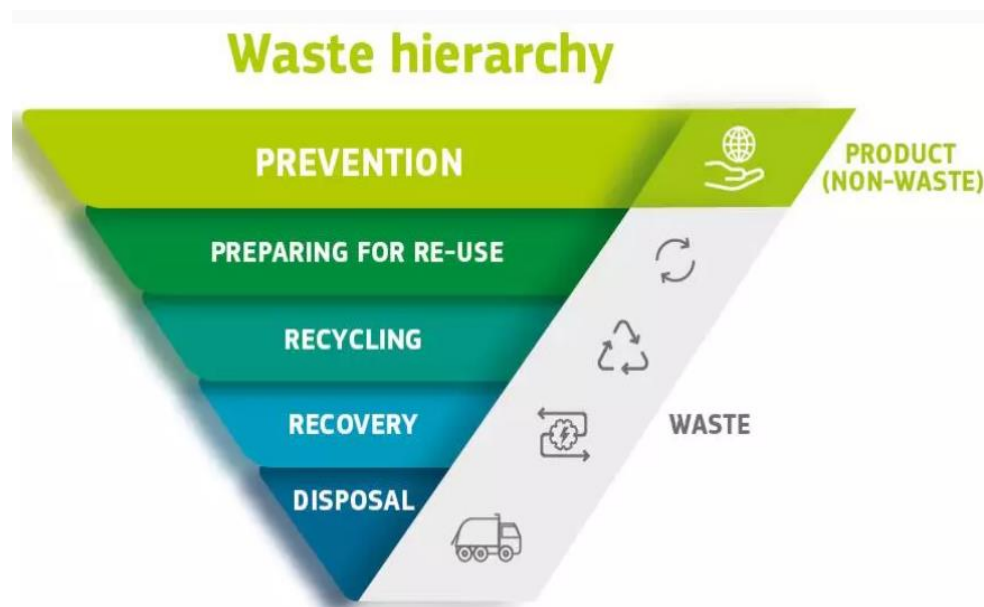 Waste hierarchy
PREVENTION
PRODUCT
(NON-WASTE)
PREPARING FOR RE-USE
RECYCLING
RECOVERY
WASTE
DISPOSAL